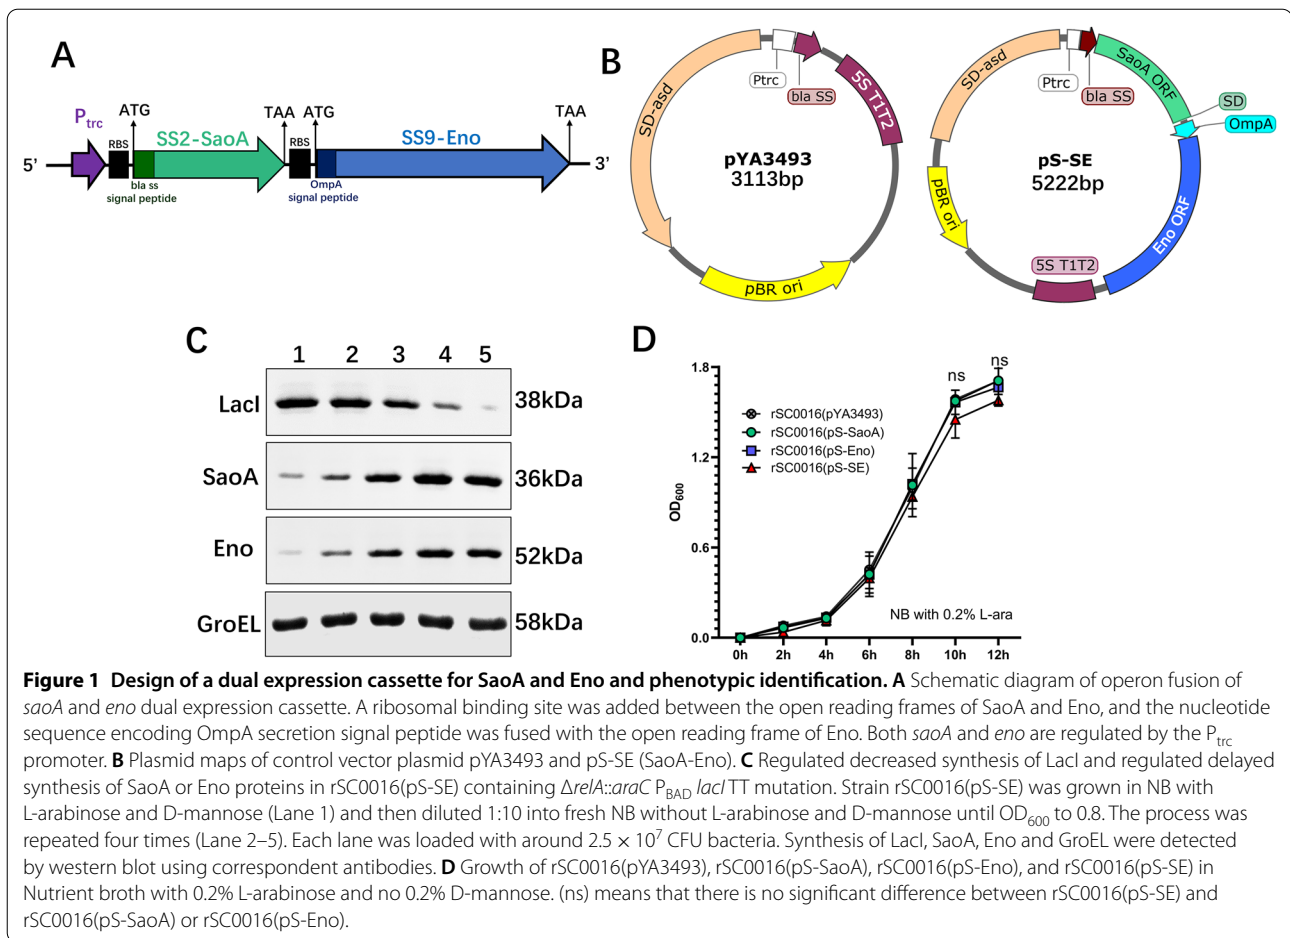 A
P_trc
ATG
TAA
ATG
TAA
RBS
SS2-SaoA
RBS
SS9-Eno
5’
3’
bla ss
signal peptide
OmpA
signal peptide
B
SD-asd
Ptrc
bla SS
5S T1T2
pYA3493
3113bp
pBR ori
SD-asd
Ptrc
bla SS
SaoA ORF
SD
OmpA
pS-SE
5222bp
pBR ori
Eno ORF
5S T1T2
C
1 2 3 4 5
LacI 38kDa
SaoA 36kDa
Eno 52kDa
GroEL 58kDa
D
1.8
1.2
0.6
0.0
OD600
ns
ns
rSC0016(pYA3493)
rSC0016(pS-SaoA)
rSC0016(pS-Eno)
rSC0016(pS-SE)
NB with 0.2% L-ara
0h 2h 4h 6h 8h 10h 12h
Figure 1 Design of a dual expression cassette for SaoA and Eno and phenotypic identification. A Schematic diagram of operon fusion of
saoA and eno dual expression cassette. A ribosomal binding site was added between the open reading frames of SaoA and Eno, and the nucleotide
sequence encoding OmpA secretion signal peptide was fused with the open reading frame of Eno. Both saoA and eno are regulated by the Ptrc
promoter. B Plasmid maps of control vector plasmid pYA3493 and pS-SE (SaoA-Eno). C Regulated decreased synthesis of LacI and regulated delayed
synthesis of SaoA or Eno proteins in rSC0016(pS-SE) containing ΔrelA::araC PBAD lacI TT mutation. Strain rSC0016(pS-SE) was grown in NB with
L-arabinose and D-mannose (Lane 1) and then diluted 1:10 into fresh NB without L-arabinose and D-mannose until OD600 to 0.8. The process was
repeated four times (Lane 2–5). Each lane was loaded with around 2.5 × 10⁷ CFU bacteria. Synthesis of LacI, SaoA, Eno and GroEL were detected
by western blot using correspondent antibodies. D Growth of rSC0016(pYA3493), rSC0016(pS-SaoA), rSC0016(pS-Eno), and rSC0016(pS-SE) in
Nutrient broth with 0.2% L-arabinose and no 0.2% D-mannose. (ns) means that there is no significant difference between rSC0016(pS-SE) and
rSC0016(pS-SaoA) or rSC0016(pS-Eno).